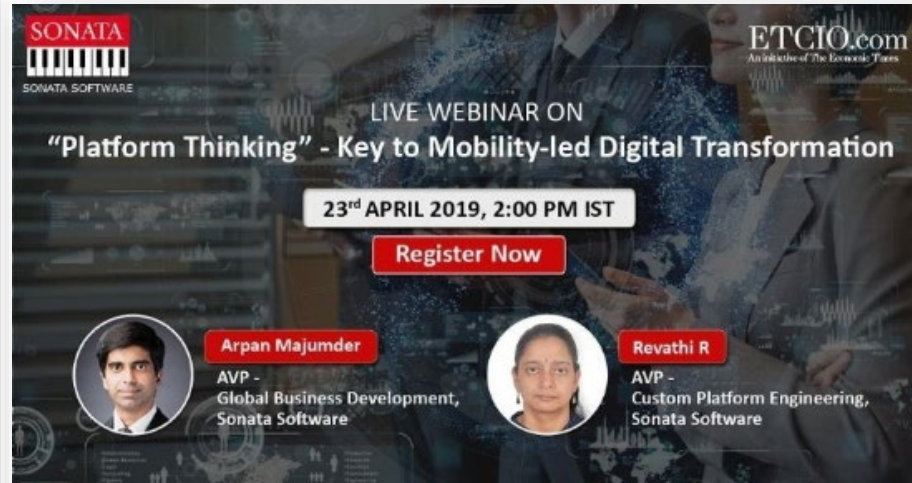 SONATA
SONATA SOFTWARE
ETCIO.com
An initiative of The Economic Times
LIVE WEBINAR ON
“Platform Thinking” - Key to Mobility-led Digital Transformation
23rd APRIL 2019, 2:00 PM IST
Register Now
Arpan Majumder
AVP -
Global Business Development,
Sonata Software
Revathi R
AVP -
Custom Platform Engineering,
Sonata Software